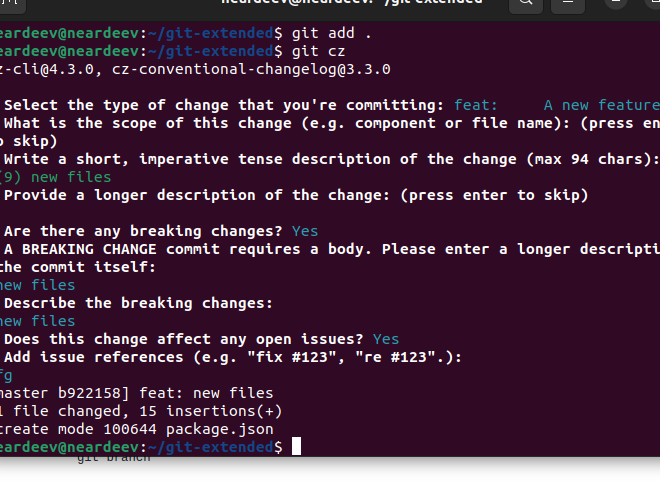 neardeev@neardeev: ~/git-extended
eardeev@neardeev:~/git-extended$ git add .
eardeev@neardeev:~/git-extended$ git cz
z-cli@4.3.0, cz-conventional-changelog@3.3.0
Select the type of change that you're committing: feat:     A new feature
What is the scope of this change (e.g. component or file name): (press en
o skip)
Write a short, imperative tense description of the change (max 94 chars):
(9) new files
Provide a longer description of the change: (press enter to skip)
Are there any breaking changes? Yes
A BREAKING CHANGE commit requires a body. Please enter a longer descripti
the commit itself:
new files
Describe the breaking changes:
new files
Does this change affect any open issues? Yes
Add issue references (e.g. "fix #123", "re #123".):
fg
master b922158] feat: new files
1 file changed, 15 insertions(+)
create mode 100644 package.json
eardeev@neardeev:~/git-extended$
git branch